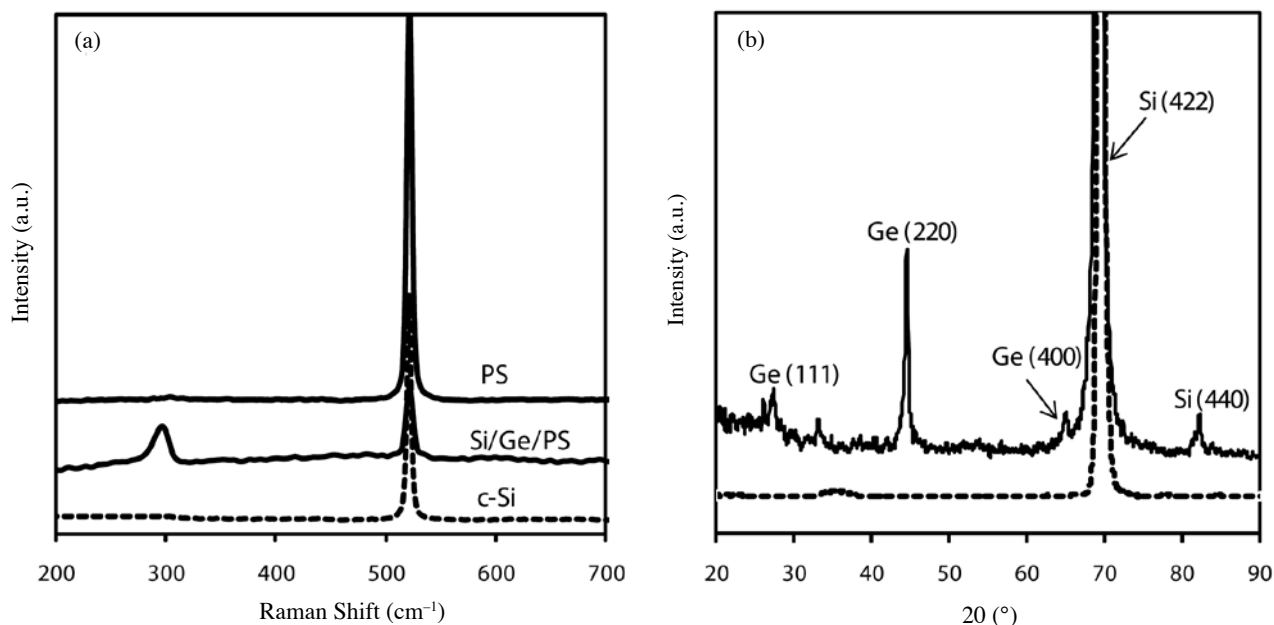 (a)
Intensity (a.u.)
PS
Si/Ge/PS
c-Si
200 300 400 500 600 700
Raman Shift (cm⁻¹)
(b)
Intensity (a.u.)
Si (422)
Ge (220)
Ge (400)
Ge (111)
Si (440)
20 30 40 50 60 70 80 90
20 (°)